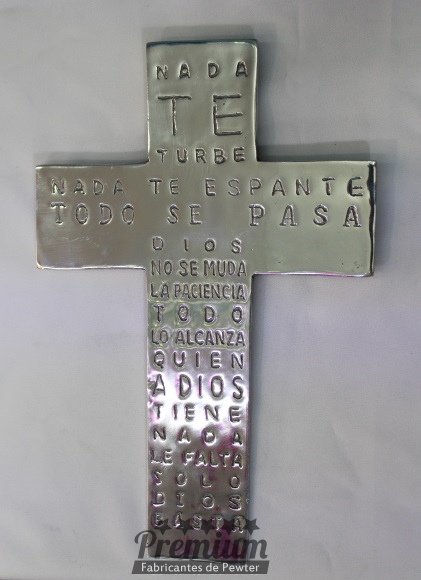 NADA
TE
TURBE
NADA TE ESPANTE
TODO SE PASA
DIOS
NO SE MUDA
LA PACIENCIA
TODO
LO ALCANZA
QUIEN
A DIOS
TIENE
NADA
LE FALTA
SOLO
DIOS
BASTA
Premium
Fabricantes de Pewter